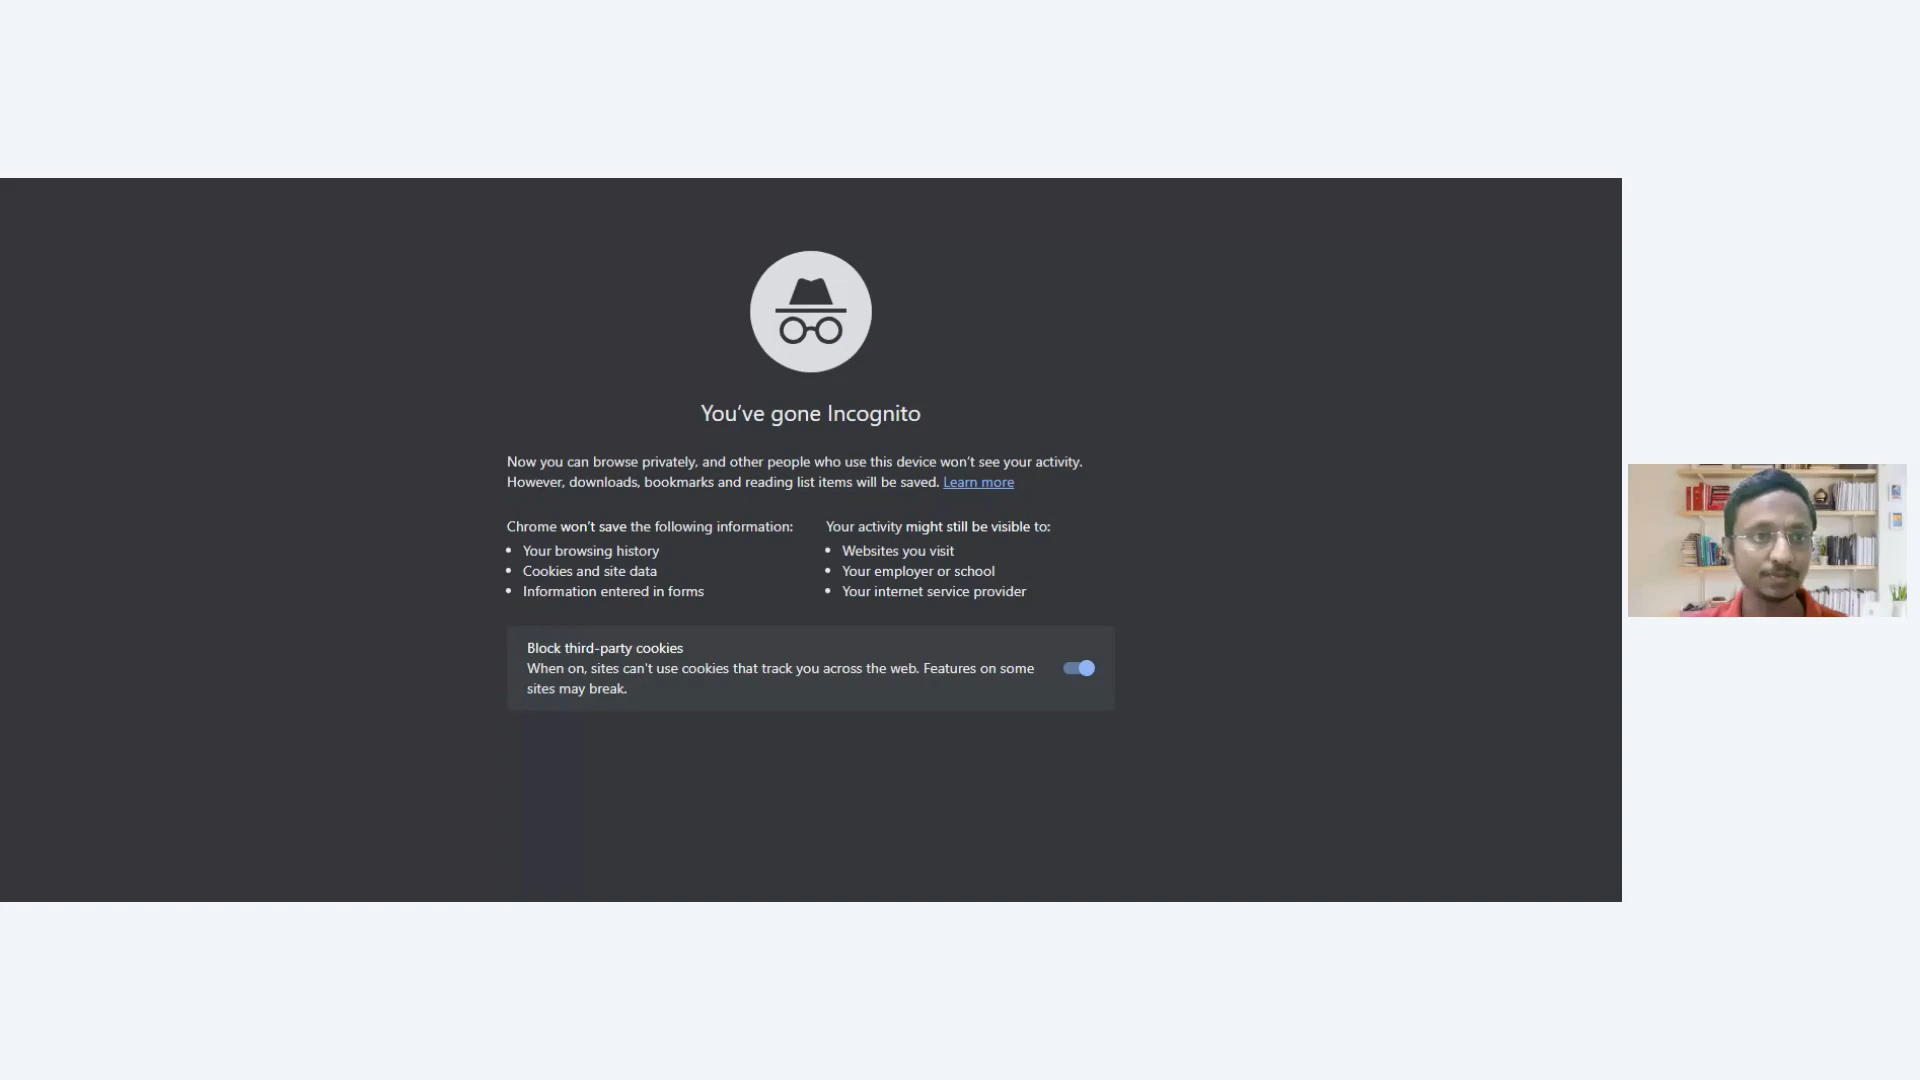 You've gone Incognito
Now you can browse privately, and other people who use this device won't see your activity.
However, downloads, bookmarks and reading list items will be saved. Learn more
Chrome won't save the following information:
• Your browsing history
• Cookies and site data
• Information entered in forms
Your activity might still be visible to:
• Websites you visit
• Your employer or school
• Your internet service provider
Block third-party cookies
When on, sites can't use cookies that track you across the web. Features on some
sites may break.